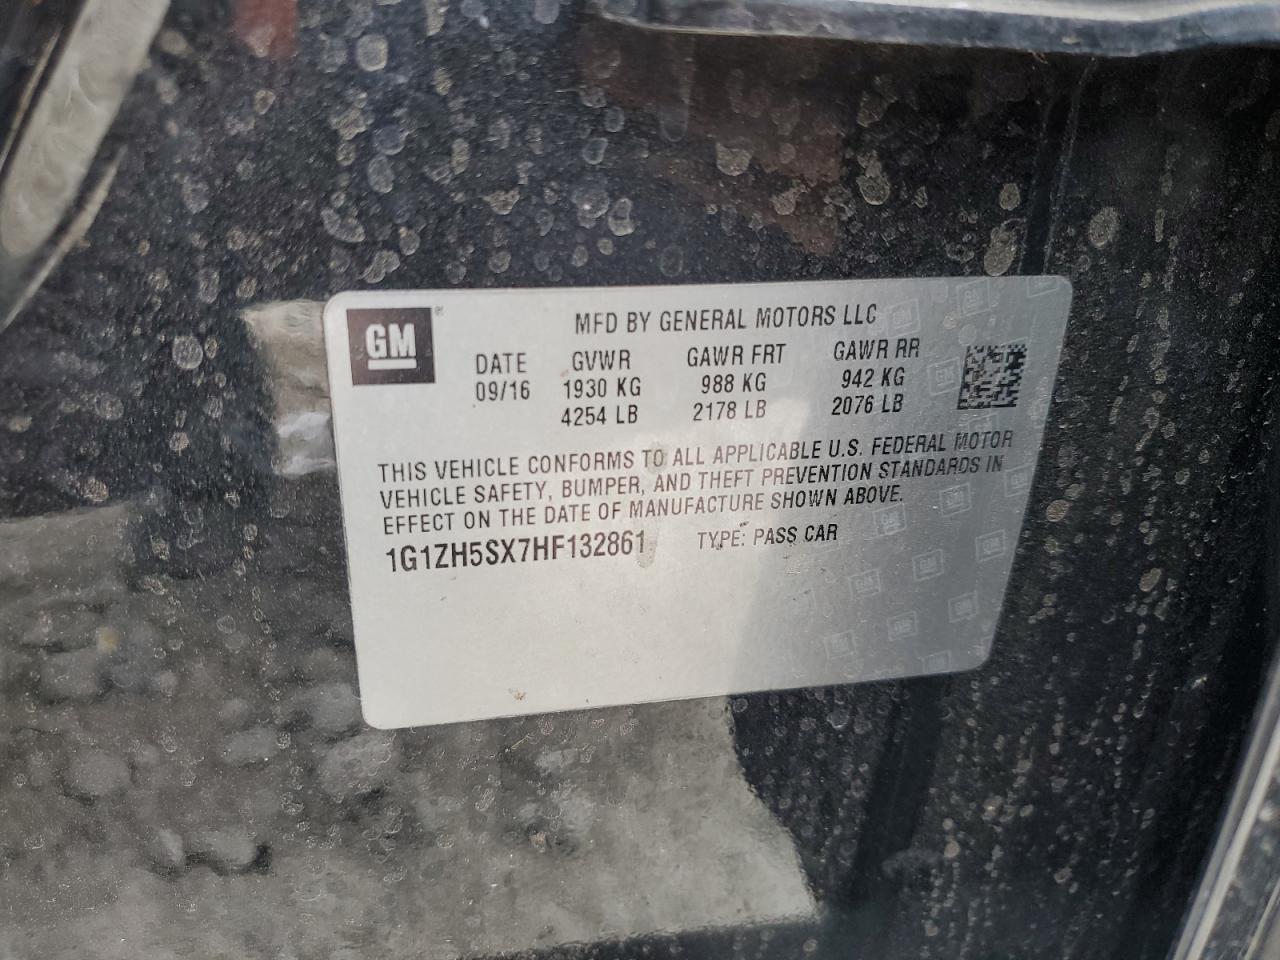 GM
MFD BY GENERAL MOTORS LLC
DATE GVWR GAWR FRT GAWR RR
09/16 1930 KG 988 KG 942 KG
4254 LB 2178 LB 2076 LB
THIS VEHICLE CONFORMS TO ALL APPLICABLE U.S. FEDERAL MOTOR
VEHICLE SAFETY, BUMPER, AND THEFT PREVENTION STANDARDS IN
EFFECT ON THE DATE OF MANUFACTURE SHOWN ABOVE.
1G1ZH5SX7HF132861 TYPE: PASS CAR